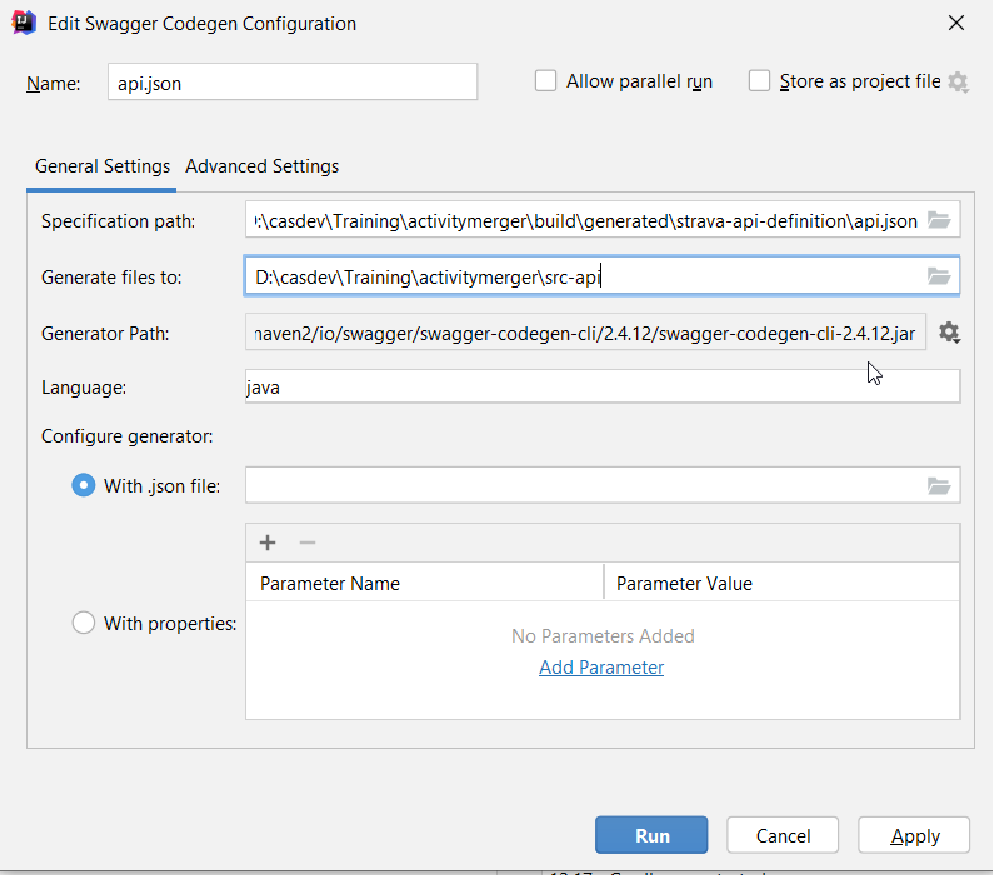 Edit Swagger Codegen Configuration
Name: api.json Allow parallel run Store as project file
General Settings Advanced Settings
Specification path: :\casdev\Training\activitymerger\build\generated\strava-api-definition\api.json
Generate files to: D:\casdev\Training\activitymerger\src-api
Generator Path: maven2/io/swagger/swagger-codegen-cli/2.4.12/swagger-codegen-cli-2.4.12.jar
Language: java
Configure generator:
With .json file:
Parameter Name Parameter Value
With properties:
No Parameters Added
Add Parameter
Run Cancel Apply